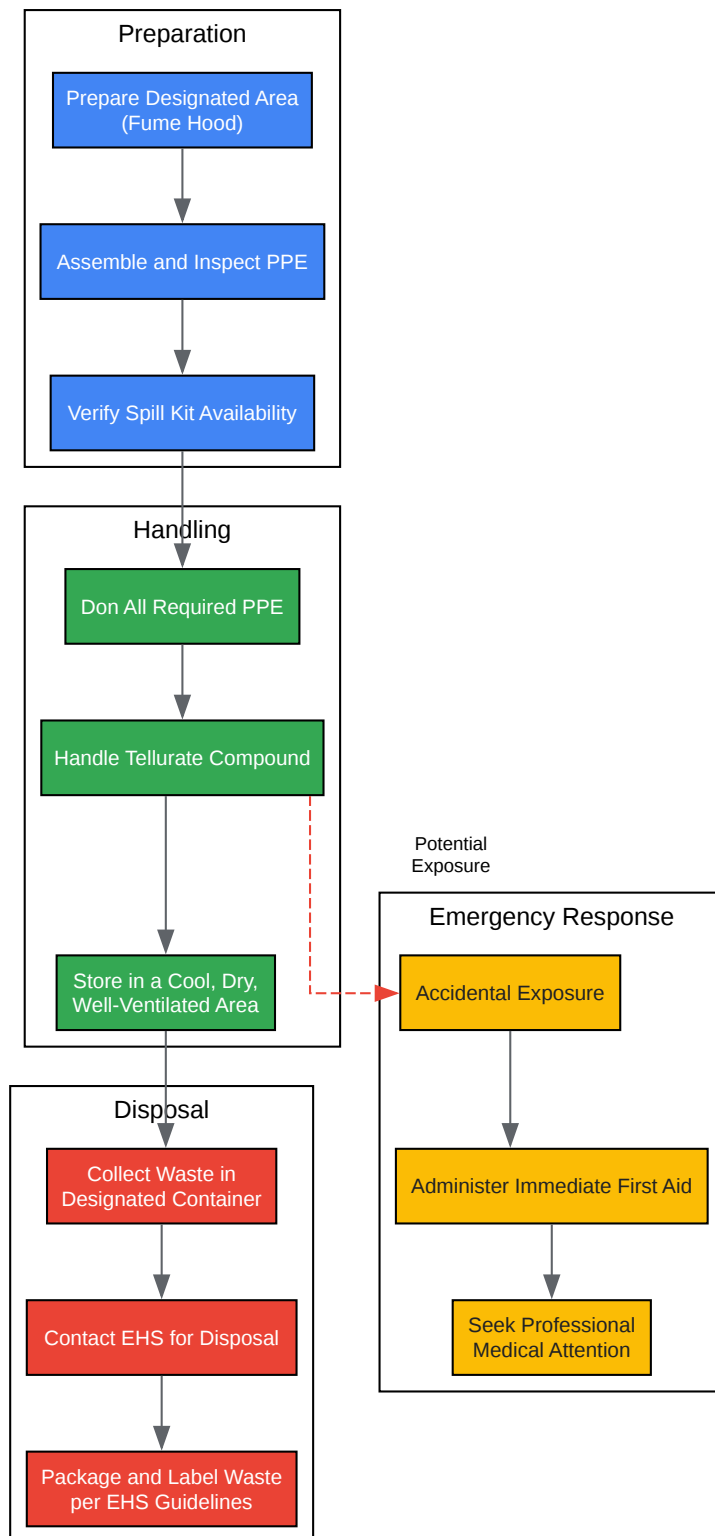 Preparation
Prepare Designated Area
(Fume Hood)
Assemble and Inspect PPE
Verify Spill Kit Availability
Handling
Don All Required PPE
Handle Tellurate Compound
Store in a Cool, Dry,
Well-Ventilated Area
Potential
Exposure
Emergency Response
Accidental Exposure
Administer Immediate First Aid
Seek Professional
Medical Attention
Disposal
Collect Waste in
Designated Container
Contact EHS for Disposal
Package and Label Waste
per EHS Guidelines